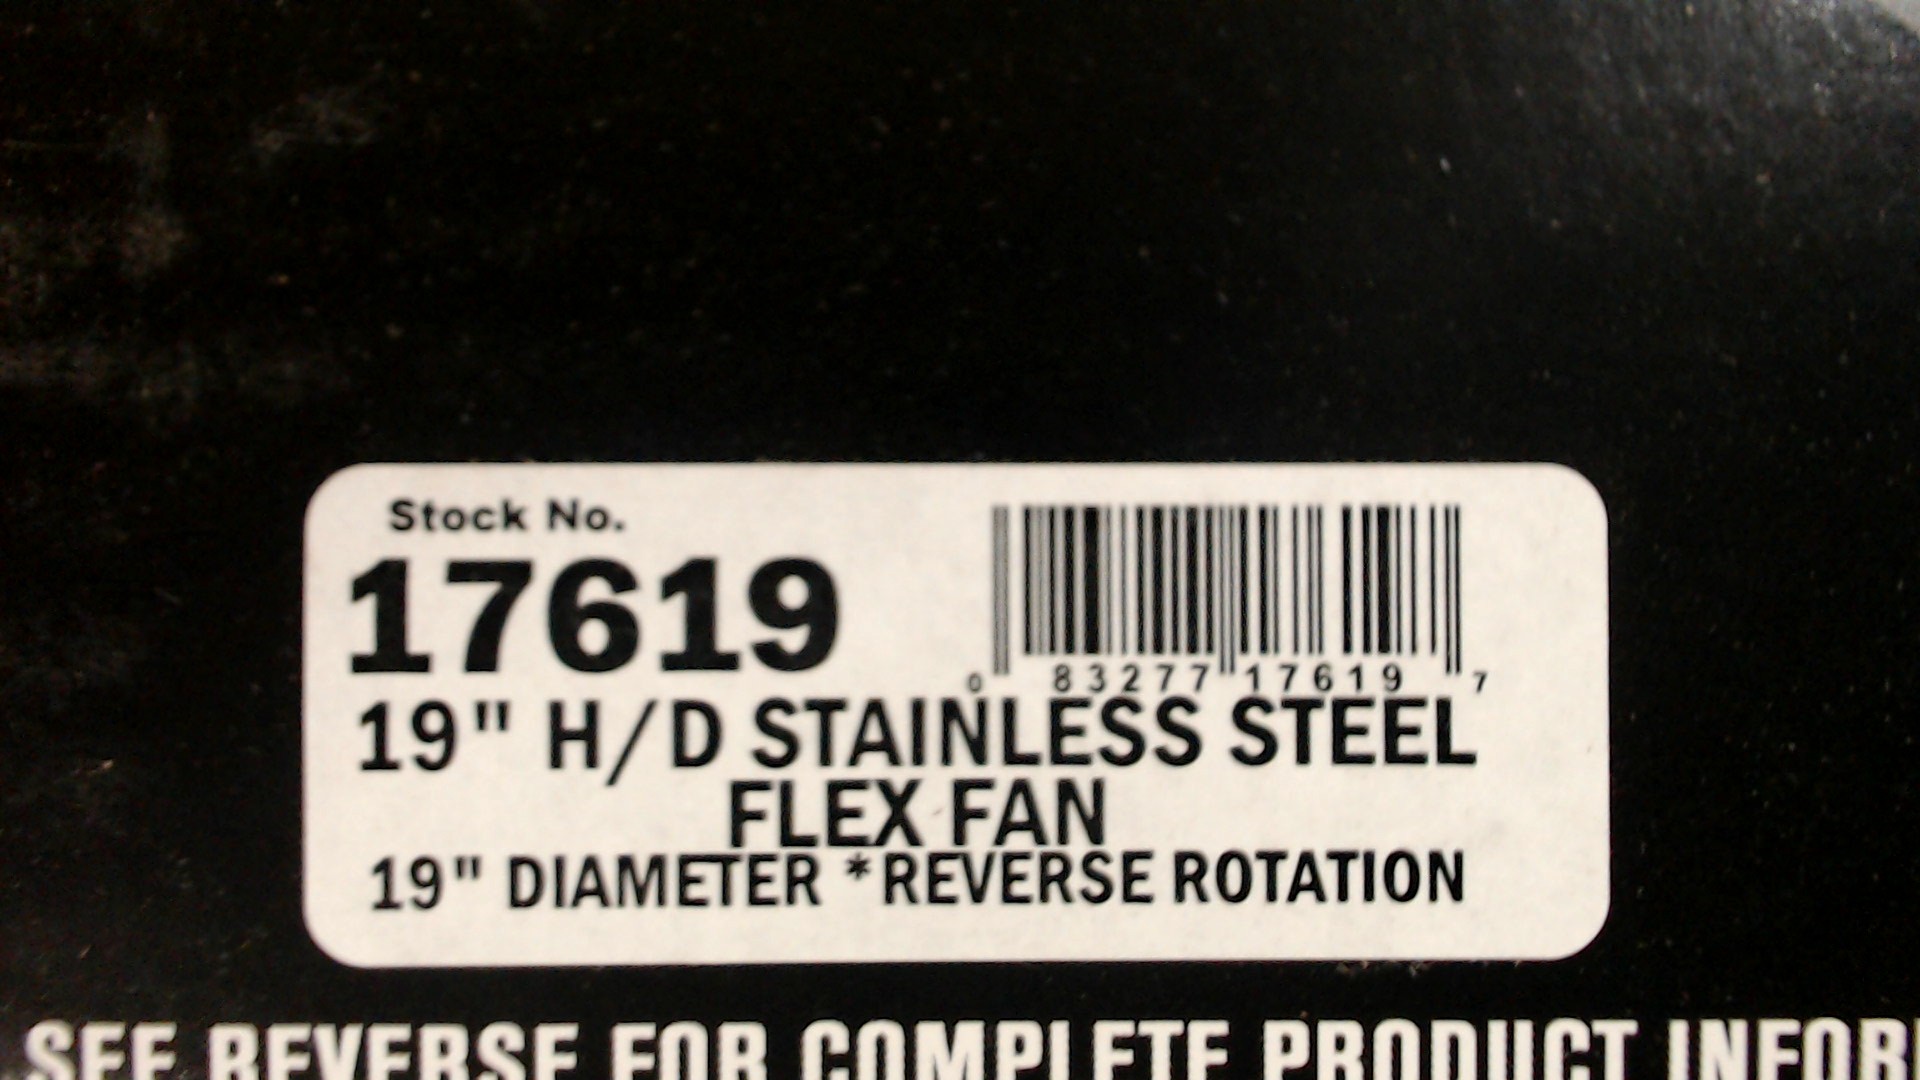 Stock No.
17619
0 83277 17619 7
19" H/D STAINLESS STEEL
FLEX FAN
19" DIAMETER *REVERSE ROTATION
SEE REVERSE FOR COMPLETE PRODUCT